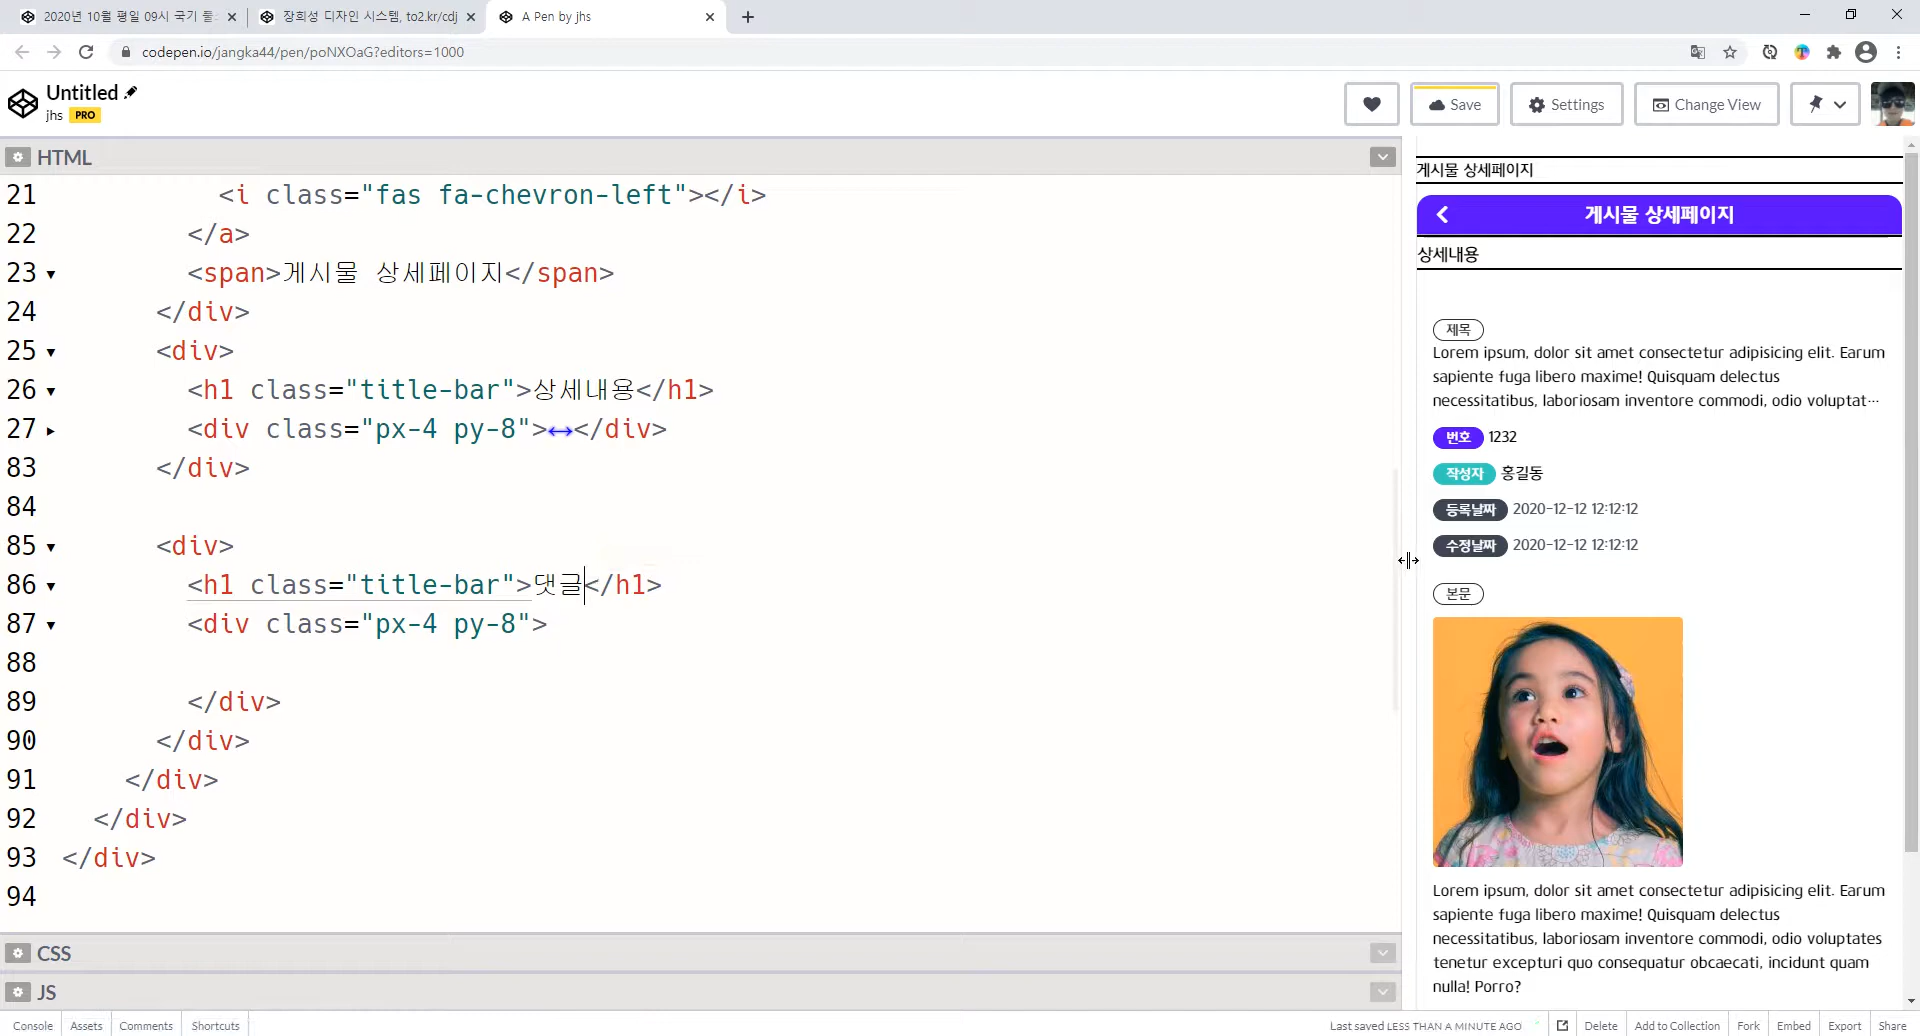 2020년 10월 평일 09시 국기
장희성 디자인 시스템, to2.kr/cdj
A Pen by jhs
codepen.io/jangka44/pen/poNXOaG?editors=1000
Untitled
jhs PRO
Save
Settings
Change View
HTML
21 <i class="fas fa-chevron-left"></i>
22 </a>
23 <span>게시물 상세페이지</span>
24 </div>
25 <div>
26 <h1 class="title-bar">상세내용</h1>
27 <div class="px-4 py-8">↔</div>
83 </div>
84
85 <div>
86 <h1 class="title-bar">댓글</h1>
87 <div class="px-4 py-8">
88
89 </div>
90 </div>
91 </div>
92 </div>
93 </div>
94
CSS
JS
게시물 상세페이지
게시물 상세페이지
상세내용
제목
Lorem ipsum, dolor sit amet consectetur adipisicing elit. Earum
sapiente fuga libero maxime! Quisquam delectus
necessitatibus, laboriosam inventore commodi, odio voluptat…
번호 1232
작성자 홍길동
등록날짜 2020-12-12 12:12:12
수정날짜 2020-12-12 12:12:12
본문
Lorem ipsum, dolor sit amet consectetur adipisicing elit. Earum
sapiente fuga libero maxime! Quisquam delectus
necessitatibus, laboriosam inventore commodi, odio voluptates
tenetur excepturi quo consequatur obcaecati, incidunt quam
nulla! Porro?
Console
Assets
Comments
Shortcuts
Last saved LESS THAN A MINUTE AGO
Delete
Add to Collection
Fork
Embed
Export
Share